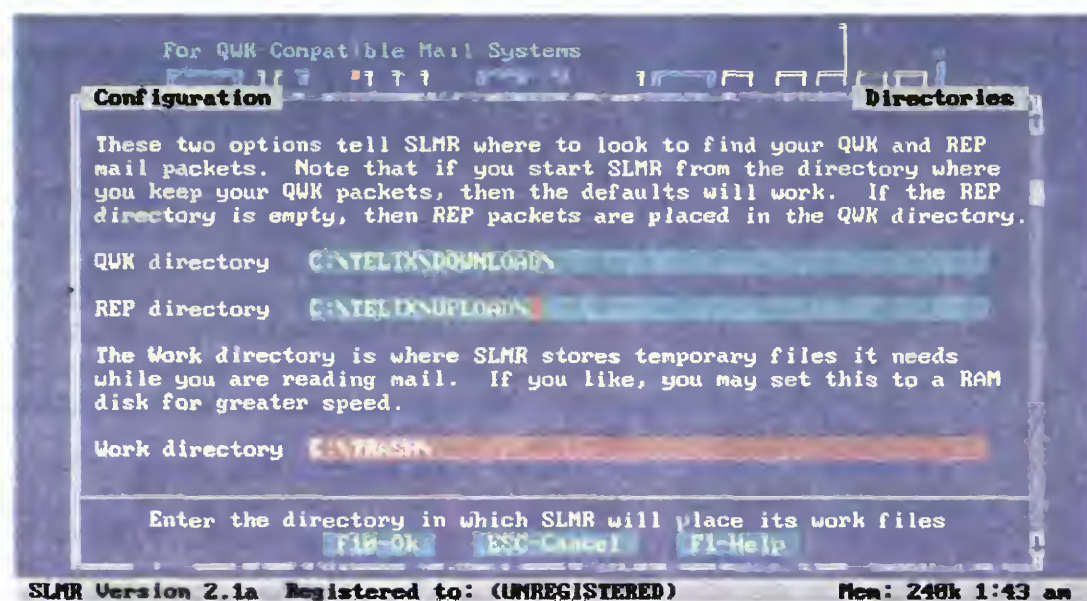 For QWK Compatible Mail Systems
Configuration
Directories
These two options tell SLMR where to look to find your QWK and REP
mail packets.  Note that if you start SLMR from the directory where
you keep your QWK packets, then the defaults will work.  If the REP
directory is empty, then REP packets are placed in the QWK directory.
QWK directory C:\TELIX\DOWNLOAD\
REP directory C:\TELIX\UPLOAD\
The Work directory is where SLMR stores temporary files it needs
while you are reading mail.  If you like, you may set this to a RAM
disk for greater speed.
Work directory C:\TRASH\
Enter the directory in which SLMR will place its work files
F10-Ok ESC-Cancel F1-Help
SLMR Version 2.1a Registered to: (UNREGISTERED) Mem: 240k 1:43 am